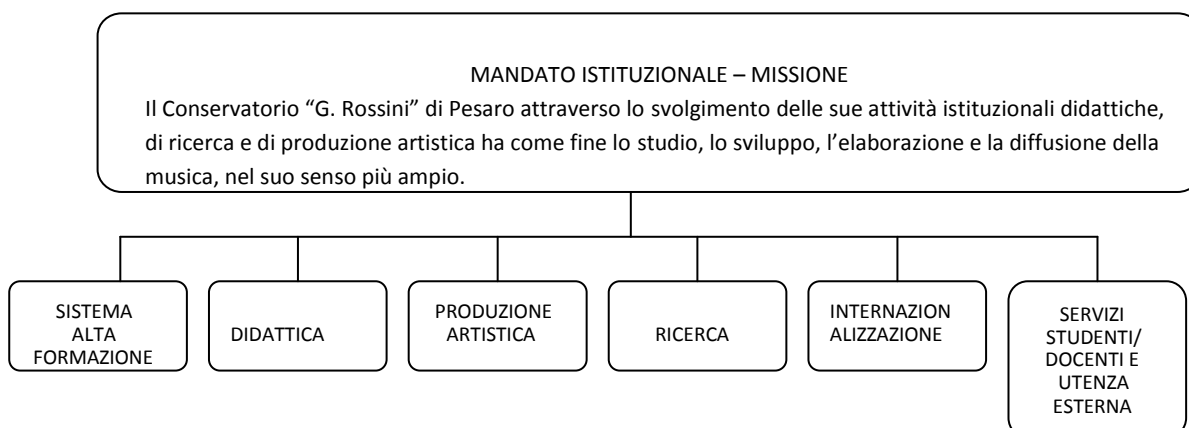 MANDATO ISTITUZIONALE – MISSIONE
Il Conservatorio “G. Rossini” di Pesaro attraverso lo svolgimento delle sue attività istituzionali didattiche,
di ricerca e di produzione artistica ha come fine lo studio, lo sviluppo, l’elaborazione e la diffusione della
musica, nel suo senso più ampio.
SISTEMA
ALTA
FORMAZIONE
DIDATTICA
PRODUZIONE
ARTISTICA
RICERCA
INTERNAZION
ALIZZAZIONE
SERVIZI
STUDENTI/
DOCENTI E
UTENZA
ESTERNA